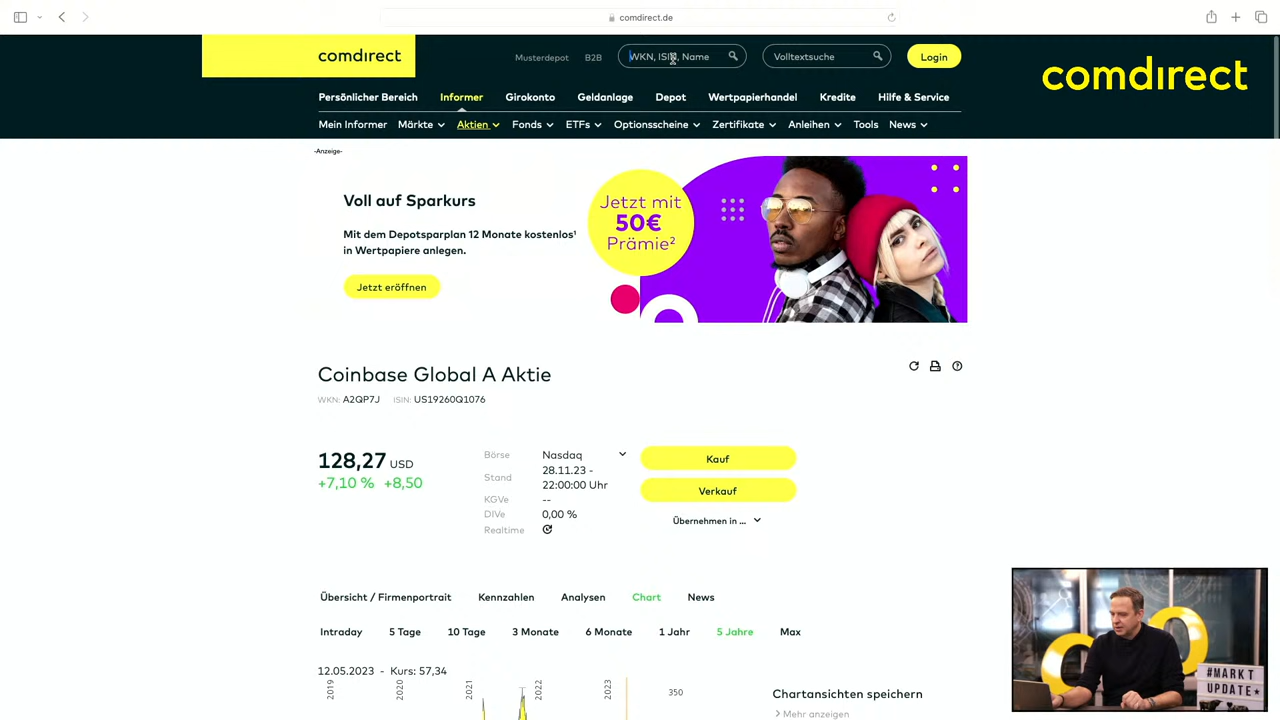 comdirect.de
comdirect
Musterdepot B2B WKN, ISIN, Name Volltextsuche Login
comdirect
Persönlicher Bereich Informer Girokonto Geldanlage Depot Wertpapierhandel Kredite Hilfe & Service
Mein Informer Märkte Aktien Fonds ETFs Optionsscheine Zertifikate Anleihen Tools News
-Anzeige-
Voll auf Sparkurs
Mit dem Depotsparplan 12 Monate kostenlos¹
in Wertpapiere anlegen.
Jetzt eröffnen
Jetzt mit
50€
Prämie²
Coinbase Global A Aktie
WKN: A2QP7J ISIN: US19260Q1076
128,27 USD
+7,10 % +8,50
Börse Nasdaq
Stand 28.11.23 -
22:00:00 Uhr
KGVe --
DIVe 0,00 %
Realtime
Kauf
Verkauf
Übernehmen in ...
Übersicht / Firmenportrait Kennzahlen Analysen Chart News
Intraday 5 Tage 10 Tage 3 Monate 6 Monate 1 Jahr 5 Jahre Max
12.05.2023 - Kurs: 57,34
2019 2020 2021 2022 2023 350
Chartansichten speichern
Mehr anzeigen
#MARKT
UPDATE